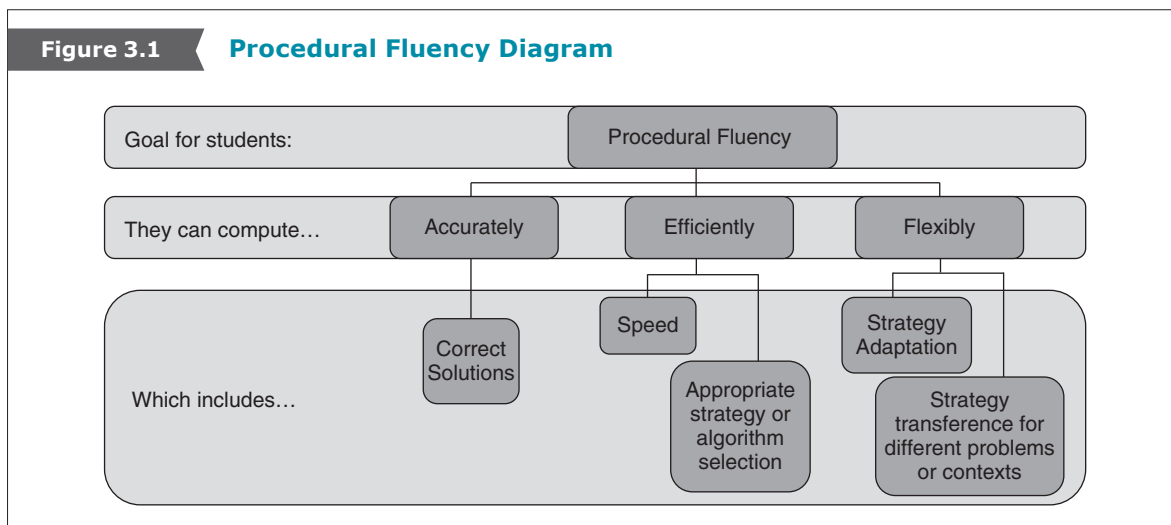 Figure 3.1 Procedural Fluency Diagram
Goal for students: Procedural Fluency
They can compute… Accurately Efficiently Flexibly
Which includes…
Correct
Solutions
Speed
Appropriate
strategy or
algorithm
selection
Strategy
Adaptation
Strategy
transference for
different problems
or contexts